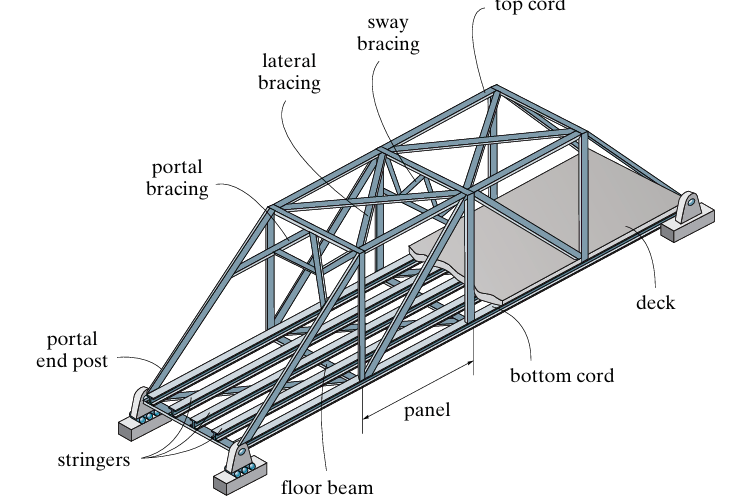 top cord
sway
bracing
lateral
bracing
portal
bracing
deck
portal
end post
bottom cord
panel
stringers
floor beam